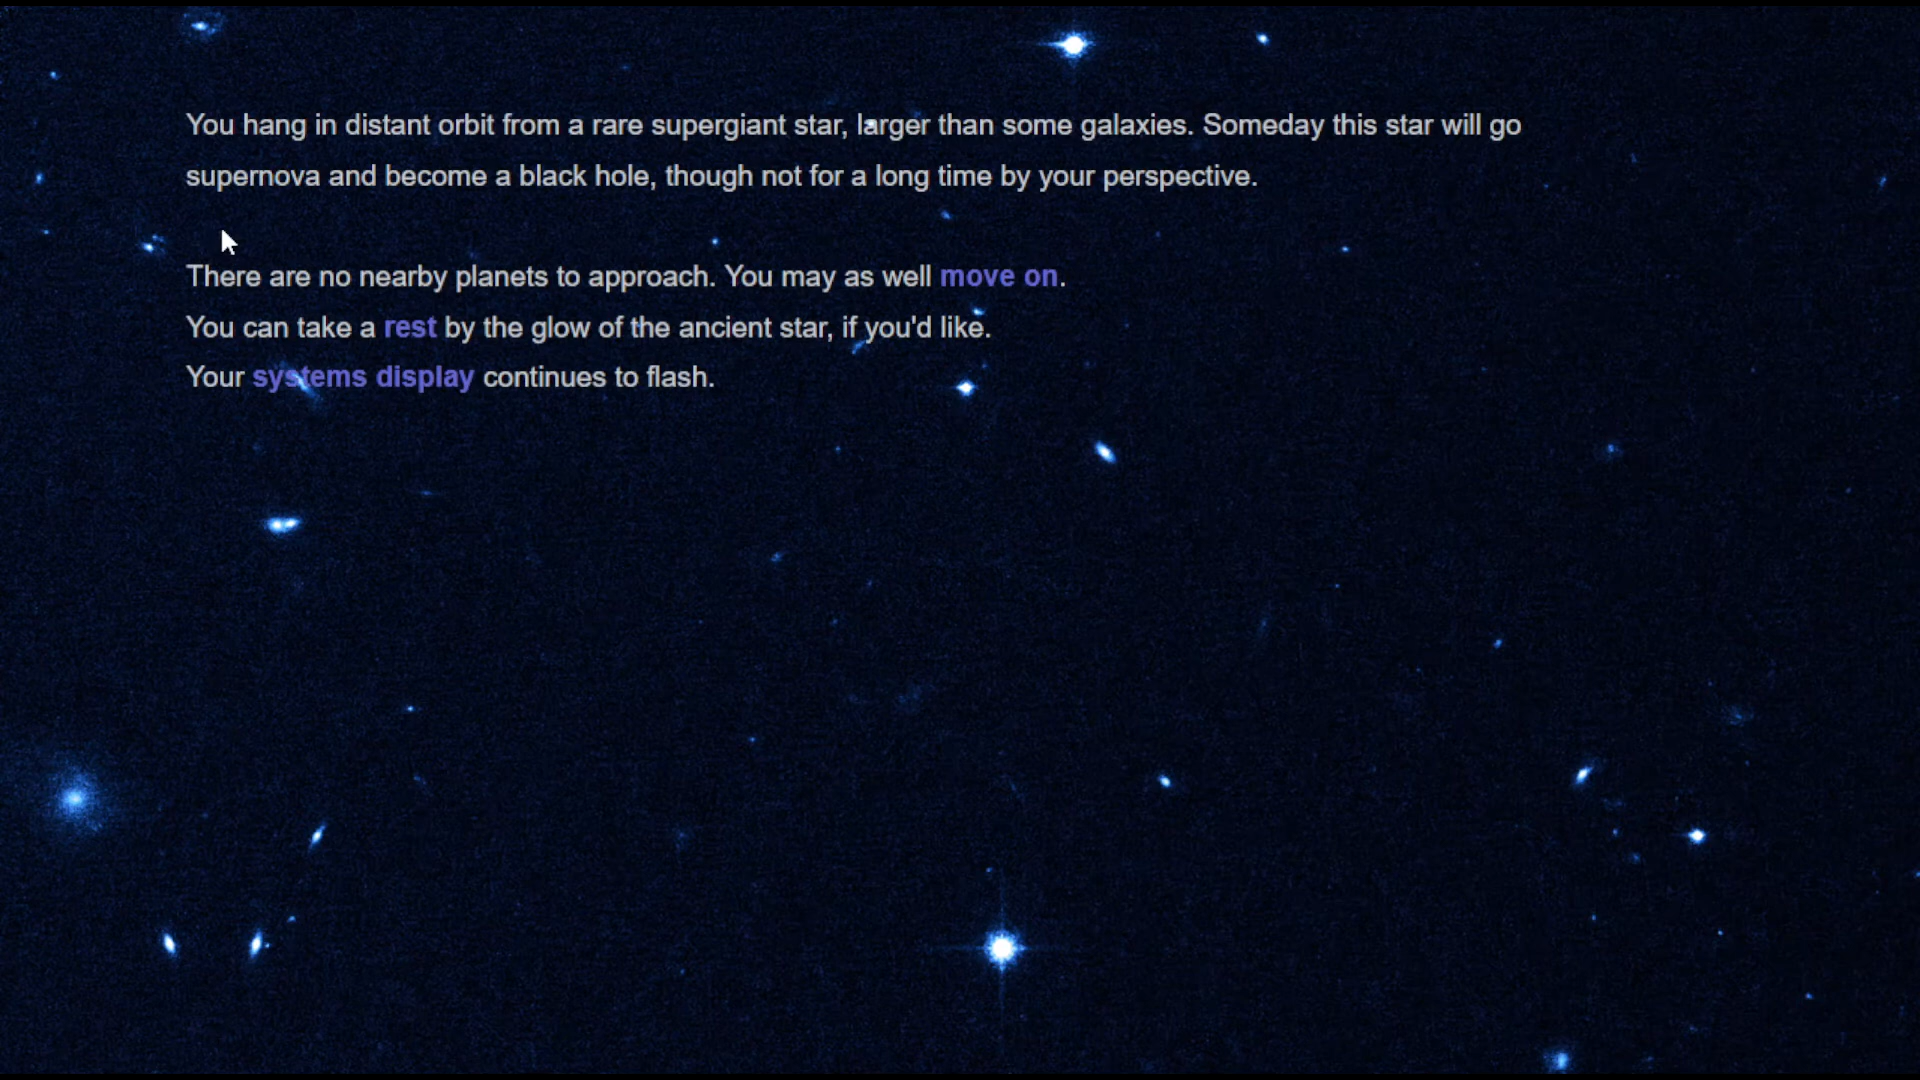 You hang in distant orbit from a rare supergiant star, larger than some galaxies. Someday this star will go
supernova and become a black hole, though not for a long time by your perspective.
There are no nearby planets to approach. You may as well move on.
You can take a rest by the glow of the ancient star, if you'd like.
Your systems display continues to flash.